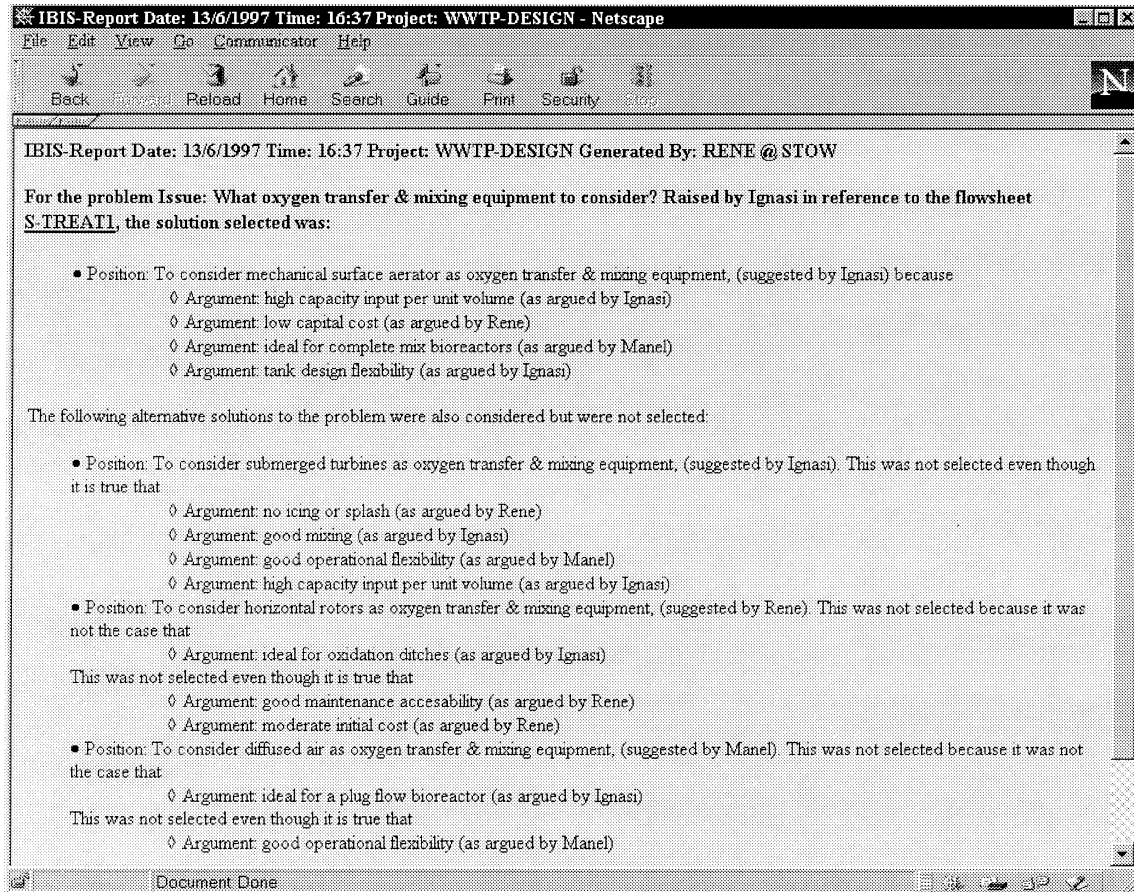 IBIS-Report Date: 13/6/1997 Time: 16:37 Project: WWTP-DESIGN - Netscape
File Edit View Go Communicator Help
Back Forward Reload Home Search Guide Print Security Stop
N
IBIS-Report Date: 13/6/1997 Time: 16:37 Project: WWTP-DESIGN Generated By: RENE @ STOW
For the problem Issue: What oxygen transfer & mixing equipment to consider? Raised by Ignasi in reference to the flowsheet
S-TREAT1, the solution selected was:
● Position: To consider mechanical surface aerator as oxygen transfer & mixing equipment, (suggested by Ignasi) because
◊ Argument: high capacity input per unit volume (as argued by Ignasi)
◊ Argument: low capital cost (as argued by Rene)
◊ Argument: ideal for complete mix bioreactors (as argued by Manel)
◊ Argument: tank design flexibility (as argued by Ignasi)
The following alternative solutions to the problem were also considered but were not selected:
● Position: To consider submerged turbines as oxygen transfer & mixing equipment, (suggested by Ignasi). This was not selected even though
it is true that
◊ Argument: no icing or splash (as argued by Rene)
◊ Argument: good mixing (as argued by Ignasi)
◊ Argument: good operational flexibility (as argued by Manel)
◊ Argument: high capacity input per unit volume (as argued by Ignasi)
● Position: To consider horizontal rotors as oxygen transfer & mixing equipment, (suggested by Rene). This was not selected because it was
not the case that
◊ Argument: ideal for oxidation ditches (as argued by Ignasi)
This was not selected even though it is true that
◊ Argument: good maintenance accesability (as argued by Rene)
◊ Argument: moderate initial cost (as argued by Rene)
● Position: To consider diffused air as oxygen transfer & mixing equipment, (suggested by Manel). This was not selected because it was not
the case that
◊ Argument: ideal for a plug flow bioreactor (as argued by Ignasi)
This was not selected even though it is true that
◊ Argument: good operational flexibility (as argued by Manel)
Document Done